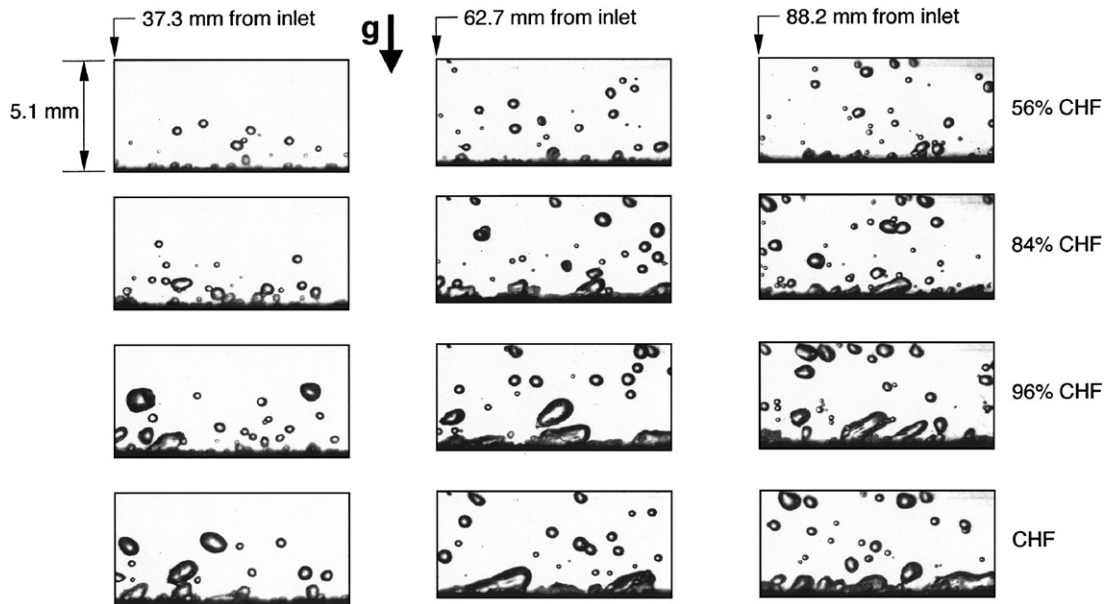 37.3 mm from inlet
g
62.7 mm from inlet
88.2 mm from inlet
5.1 mm
56% CHF
84% CHF
96% CHF
CHF